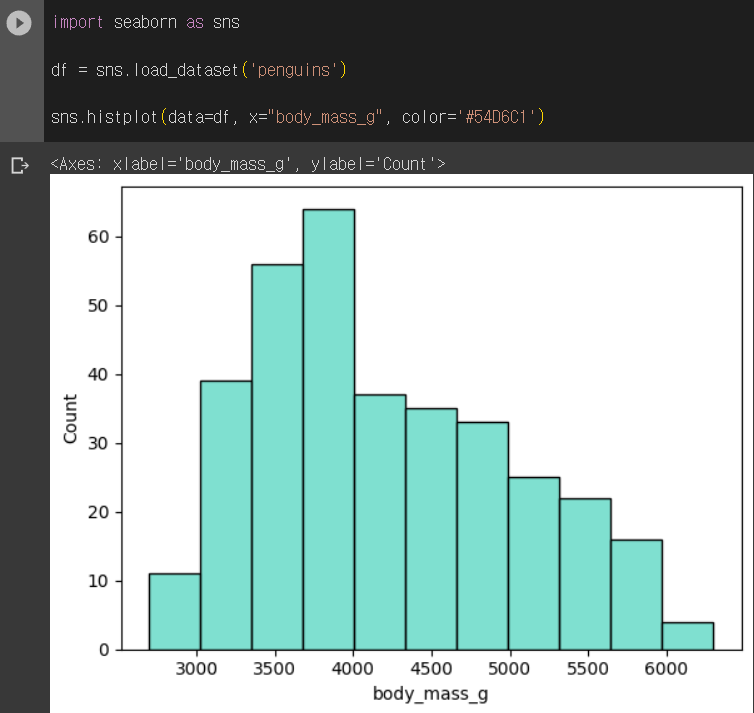 import seaborn as sns
df = sns.load_dataset('penguins')
sns.histplot(data=df, x="body_mass_g", color='#54D6C1')
<Axes: xlabel='body_mass_g', ylabel='Count'>
60
50
40
30
20
10
0
Count
3000 3500 4000 4500 5000 5500 6000
body_mass_g